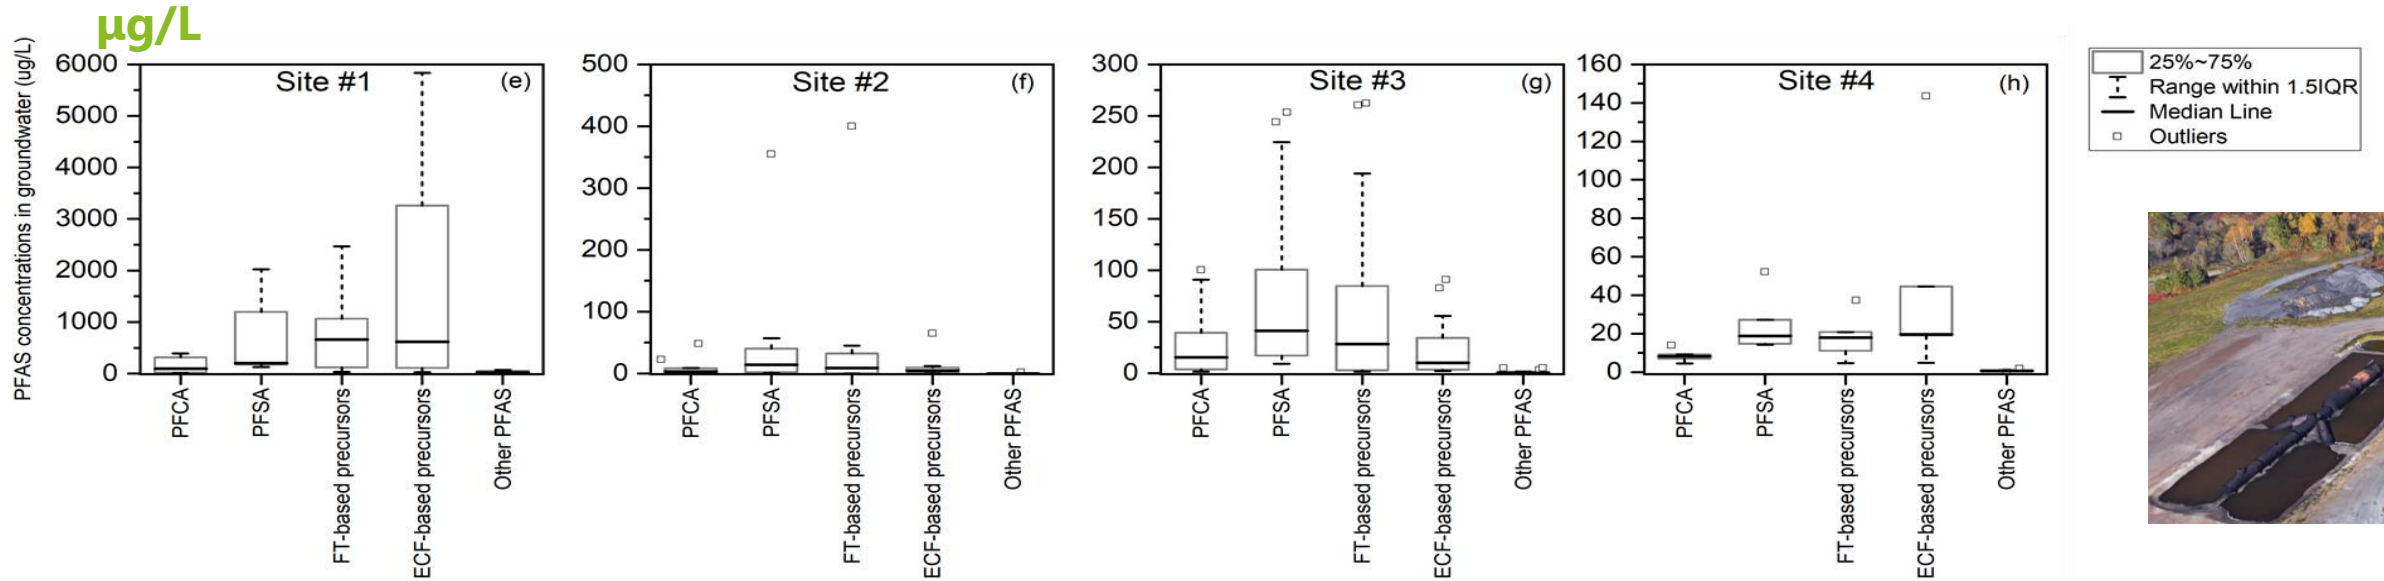 µg/L
PFAS concentrations in groundwater (ug/L)
6000
5000
4000
3000
2000
1000
0
Site #1
(e)
PFCA
PFSA
FT-based precursors
ECF-based precursors
Other PFAS
500
400
300
200
100
0
Site #2
(f)
PFCA
PFSA
FT-based precursors
ECF-based precursors
Other PFAS
300
250
200
150
100
50
0
Site #3
(g)
PFCA
PFSA
FT-based precursors
ECF-based precursors
Other PFAS
160
140
120
100
80
60
40
20
0
Site #4
(h)
PFCA
PFSA
FT-based precursors
ECF-based precursors
Other PFAS
25%~75%
Range within 1.5IQR
Median Line
Outliers